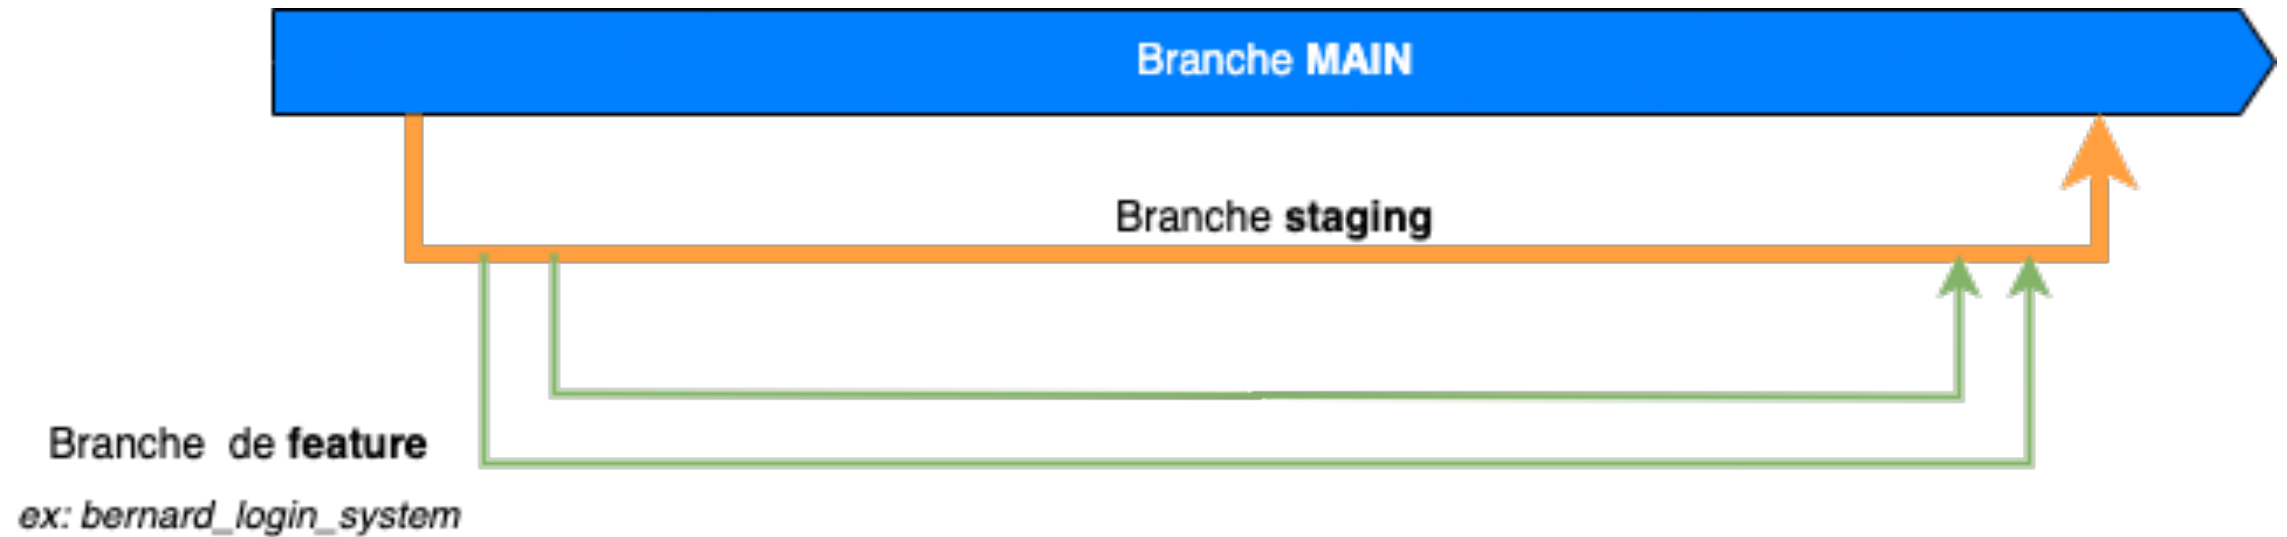 Branche MAIN
Branche staging
Branche de feature
ex: bernard_login_system